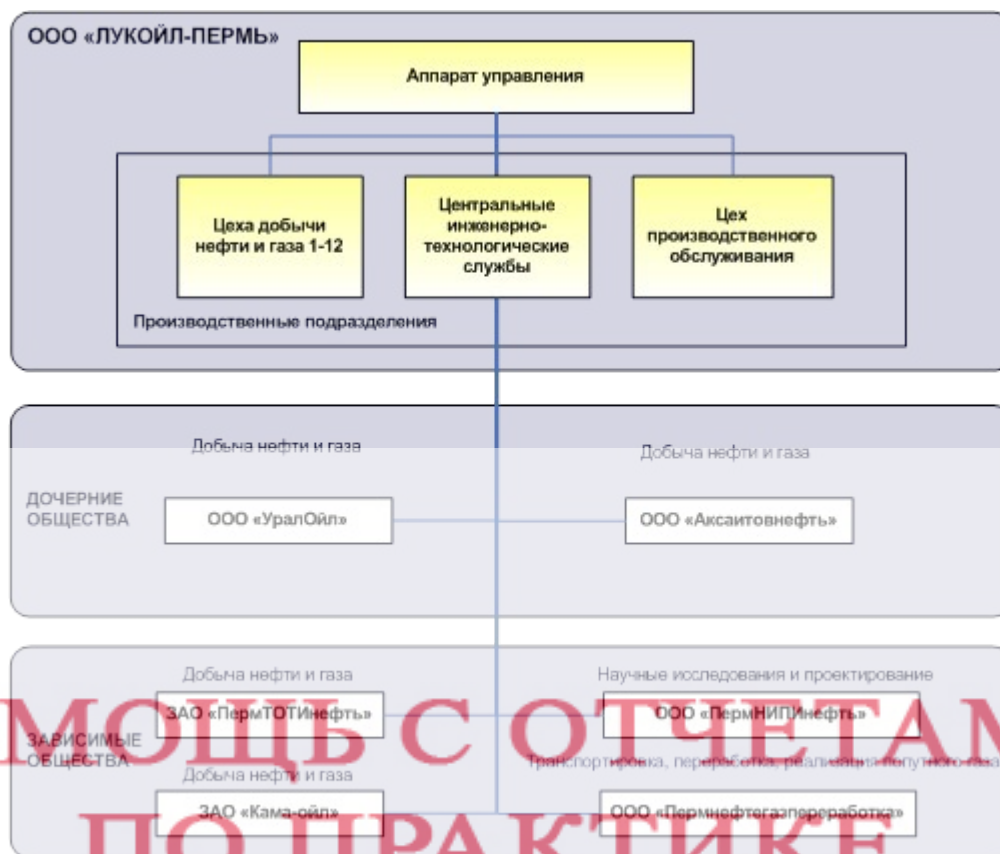 ООО «ЛУКОЙЛ-ПЕРМЬ»
Аппарат управления
Цеха добычи
нефти и газа 1-12
Центральные
инженерно-
технологические
службы
Цех
производственного
обслуживания
Производственные подразделения
Добыча нефти и газа
Добыча нефти и газа
ДОЧЕРНИЕ
ОБЩЕСТВА
ООО «УралОйл»
ООО «Аксаитовнефть»
Добыча нефти и газа
Научные исследования и проектирование
ЗАО «ПермТОТИнефть»
ООО «ПермНИПИнефть»
МОЩЬ С ОТЧЕТАМ
ЗАВИСИМЫЕ
ОБЩЕСТВА
Добыча нефти и газа
Транспортировка, переработка, реализация попутного газа
ЗАО «Кама-ойл»
ООО «Пермнефтегазпереработка»
ПО ПРАКТИКЕ